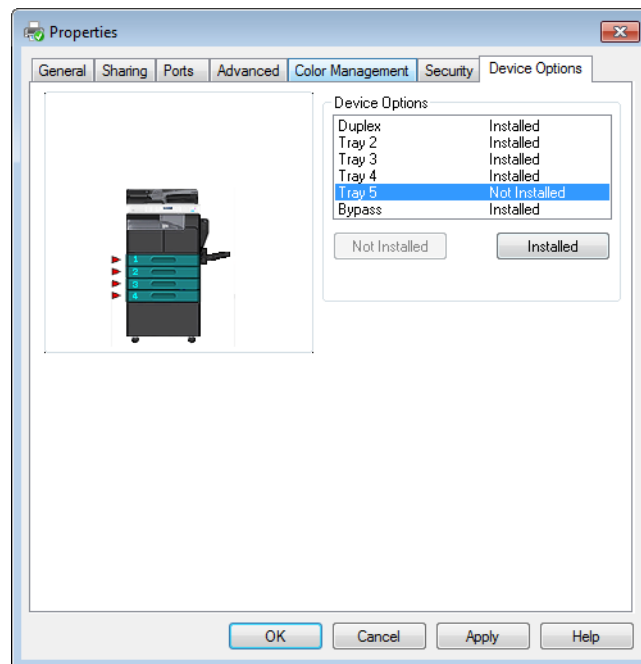 Properties
General Sharing Ports Advanced Color Management Security Device Options
Device Options
Duplex Installed
Tray 2 Installed
Tray 3 Installed
Tray 4 Installed
Tray 5 Not Installed
Bypass Installed
Not Installed Installed
1
2
3
4
OK Cancel Apply Help